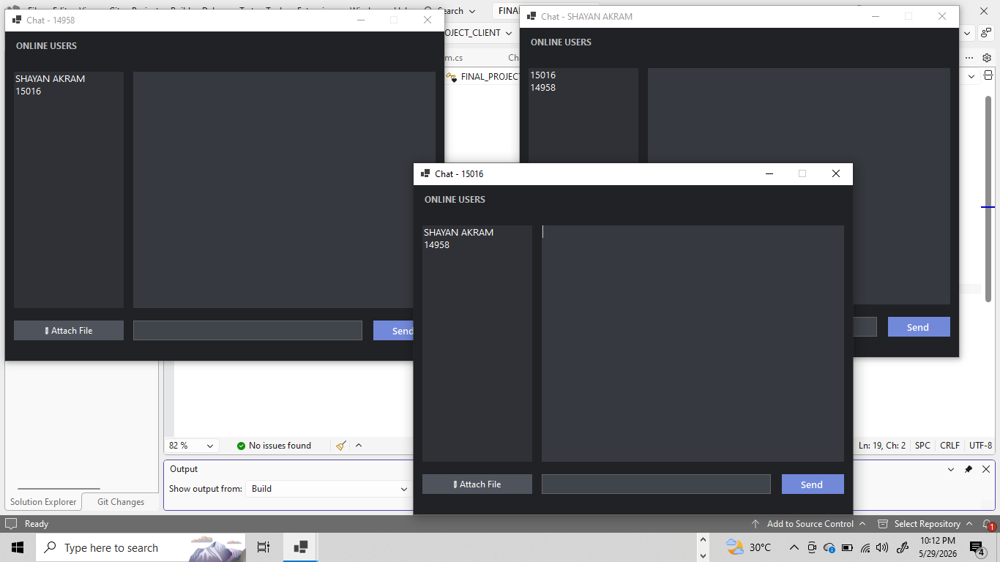 Chat - 14958
ONLINE USERS
SHAYAN AKRAM
15016
Attach File
Send
Search
FINAL
OJECT_CLIENT
m.cs
FINAL_PROJECT
Chat - SHAYAN AKRAM
ONLINE USERS
15016
14958
Send
Chat - 15016
ONLINE USERS
SHAYAN AKRAM
14958
Attach File
Send
82 %
No issues found
Ln: 19, Ch: 2
SPC
CRLF
UTF-8
Output
Show output from:
Build
Solution Explorer
Git Changes
Ready
Add to Source Control
Select Repository
1
Type here to search
30°C
10:12 PM
5/29/2026
4